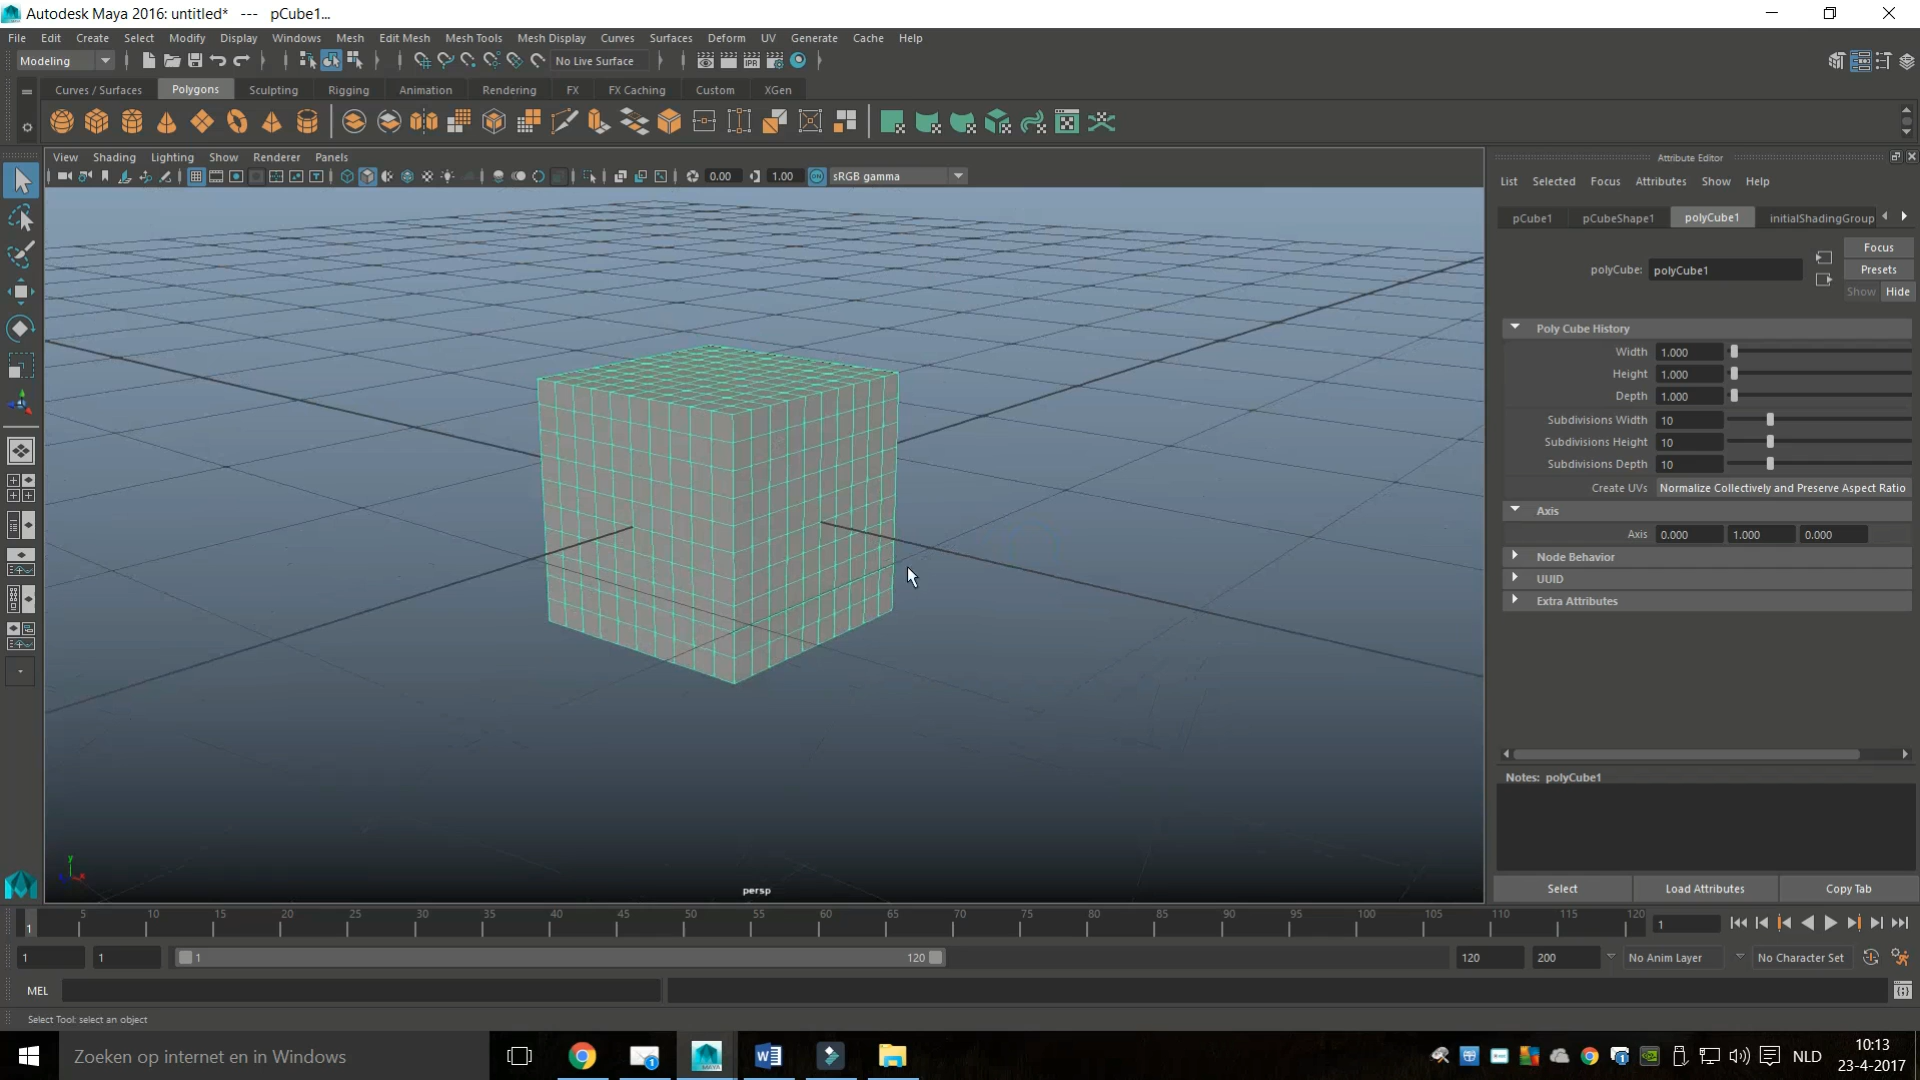 Autodesk Maya 2016: untitled* --- pCube1...
File Edit Create Select Modify Display Windows Mesh Edit Mesh Mesh Tools Mesh Display Curves Surfaces Deform UV Generate Cache Help
Modeling No Live Surface
Curves / Surfaces Polygons Sculpting Rigging Animation Rendering FX FX Caching Custom XGen
View Shading Lighting Show Renderer Panels
0.00 1.00 ON sRGB gamma
Attribute Editor
List Selected Focus Attributes Show Help
pCube1 pCubeShape1 polyCube1 initialShadingGroup
Focus
polyCube: polyCube1 Presets
Show Hide
Poly Cube History
Width 1.000
Height 1.000
Depth 1.000
Subdivisions Width 10
Subdivisions Height 10
Subdivisions Depth 10
Create UVs Normalize Collectively and Preserve Aspect Ratio
Axis
Axis 0.000 1.000 0.000
Node Behavior
UUID
Extra Attributes
Notes: polyCube1
Select Load Attributes Copy Tab
y
x
persp
1 5 10 15 20 25 30 35 40 45 50 55 60 65 70 75 80 85 90 95 100 105 110 115 120 1
1 1 1 120 120 200 No Anim Layer No Character Set
MEL
Select Tool: select an object
Zoeken op internet en in Windows
NLD
10:13
23-4-2017